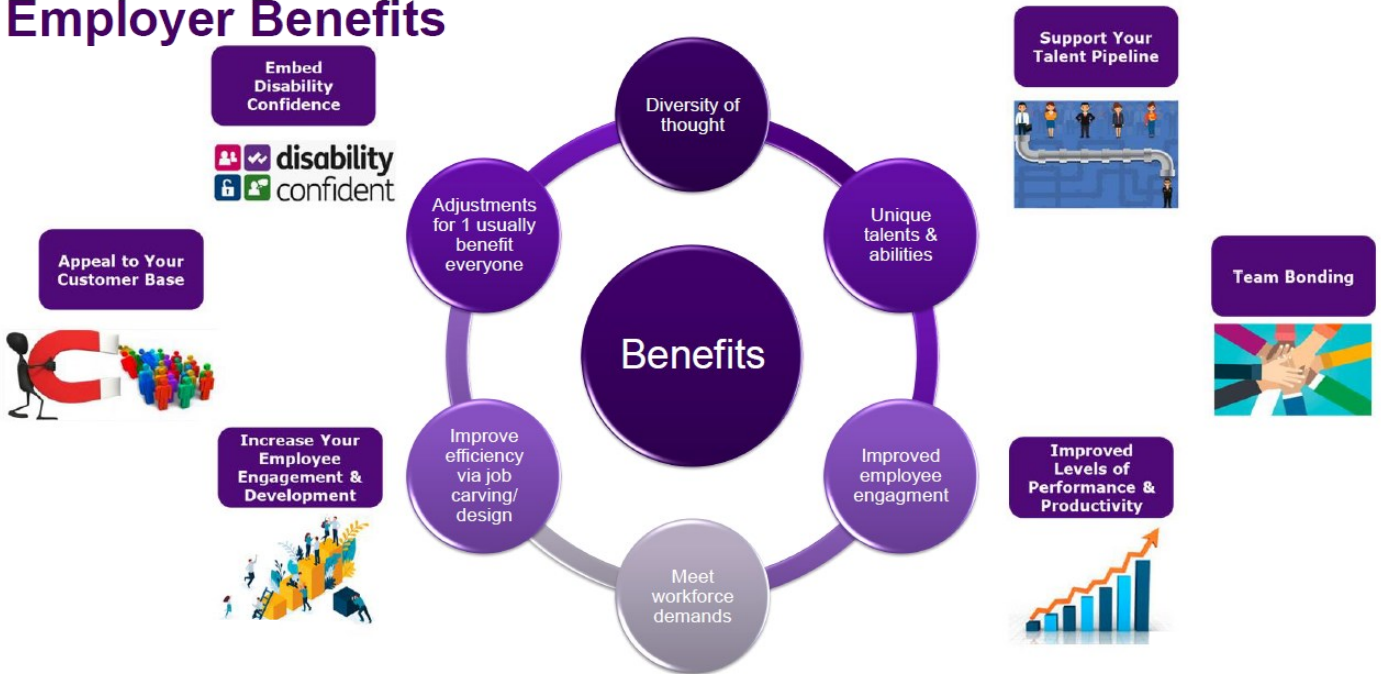 Employer Benefits
Embed
Disability
Confidence
disability
confident
Appeal to Your
Customer Base
Increase Your
Employee
Engagement &
Development
Diversity of
thought
Unique
talents &
abilities
Improved
employee
engagment
Meet
workforce
demands
Improve
efficiency
via job
carving/
design
Adjustments
for 1 usually
benefit
everyone
Benefits
Support Your
Talent Pipeline
Team Bonding
Improved
Levels of
Performance &
Productivity